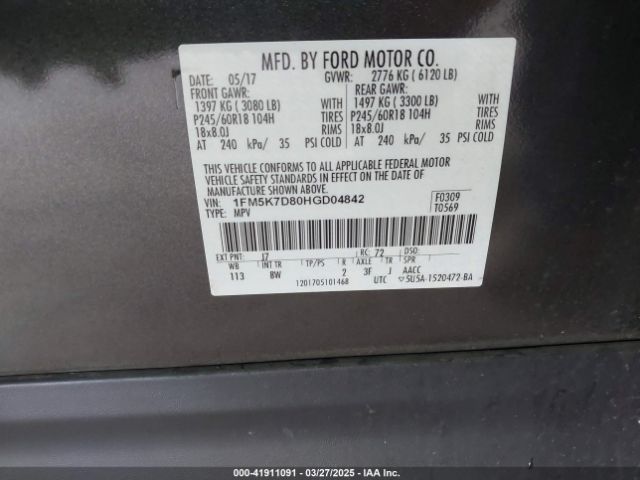 MFD. BY FORD MOTOR CO.
DATE: 05/17 GVWR: 2776 KG ( 6120 LB)
FRONT GAWR: REAR GAWR:
1397 KG ( 3080 LB) WITH 1497 KG ( 3300 LB) WITH
P245/60R18 104H TIRES P245/60R18 104H TIRES
18x8.0J RIMS 18x8.0J RIMS
AT 240 kPa/ 35 PSI COLD AT 240 kPa/ 35 PSI COLD
THIS VEHICLE CONFORMS TO ALL APPLICABLE FEDERAL MOTOR
VEHICLE SAFETY STANDARDS IN EFFECT ON THE DATE OF
MANUFACTURE SHOWN ABOVE.
VIN: 1FM5K7D80HGD04842 F0309
TYPE: MPV T0569
EXT PNT: J7 RC: 72 DSO:
WB INT TR TP/PS R AXLE TR SPR
113 BW 2 3F J AACC
1201705101468 UTC 5U5A-1520472-BA
000-41911091 | 03/27/2025 | IAA, LLC